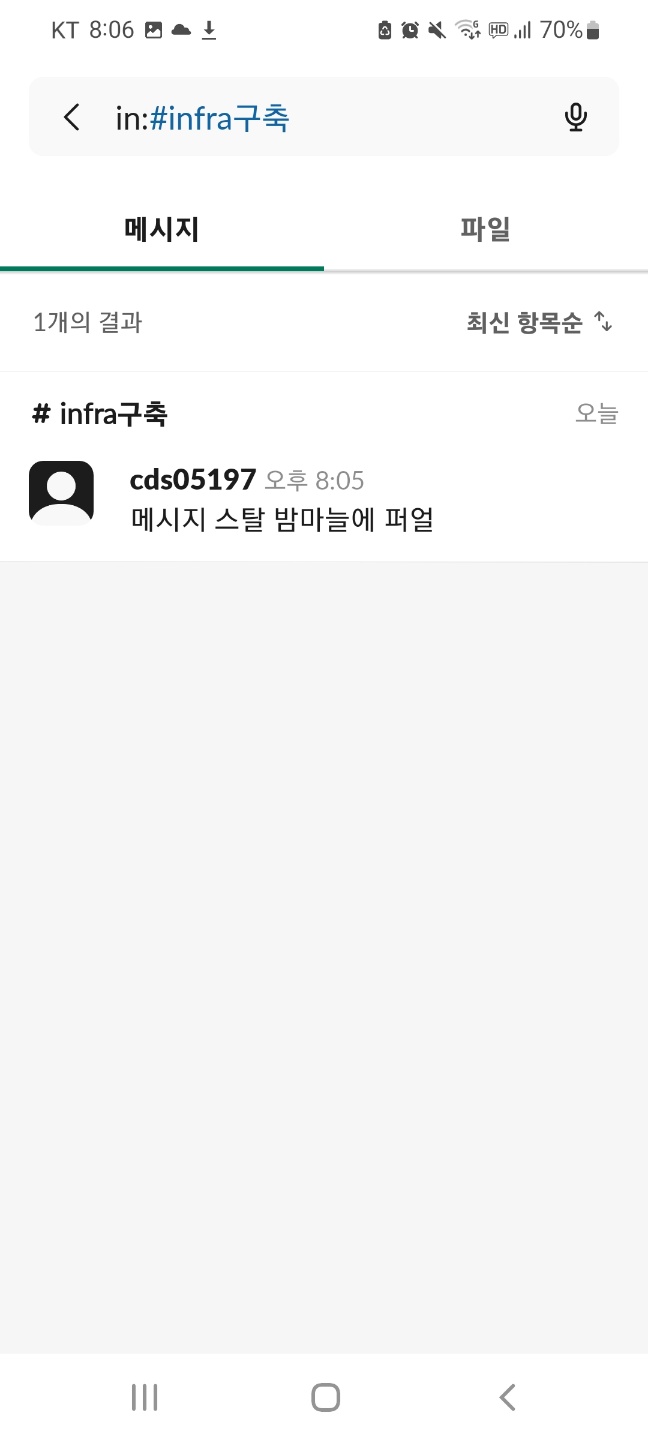 KT 8:06 HD 70%
in:#infra구축
메시지 파일
1개의 결과 최신 항목순
# infra구축 오늘
cds05197 오후 8:05
메시지 스탈 밤마늘에 퍼얼